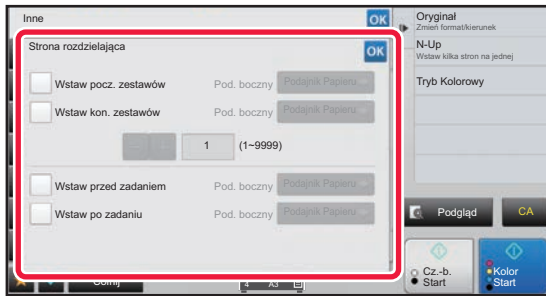 Inne
OK
Strona rozdzielająca
OK
Wstaw pocz. zestawów
Pod. boczny
Podajnik Papieru
Wstaw kon. zestawów
Pod. boczny
Podajnik Papieru
1
(1~9999)
Wstaw przed zadaniem
Pod. boczny
Podajnik Papieru
Wstaw po zadaniu
Pod. boczny
Podajnik Papieru
4 A3
Oryginał
Zmień format/kierunek
N-Up
Wstaw kilka stron na jednej
Tryb Kolorowy
Podgląd
CA
Cz.-b.
Start
Kolor
Start